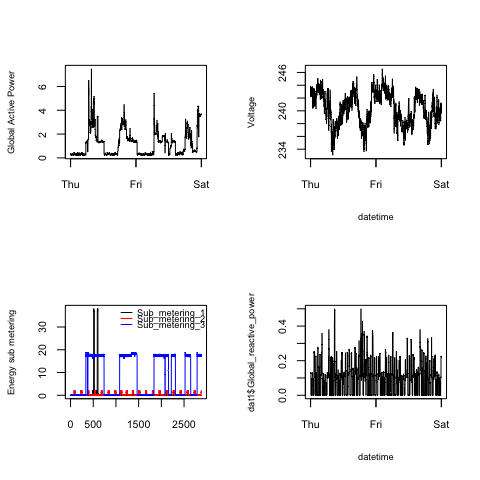 Global Active Power
6
4
2
0
Thu
Fri
Sat
Voltage
246
240
234
Thu
Fri
Sat
datetime
Energy sub metering
30
20
10
0
Sub_metering_1
Sub_metering_2
Sub_metering_3
0
500
1500
2500
dat1$Global_reactive_power
0.4
0.2
0.0
Thu
Fri
Sat
datetime